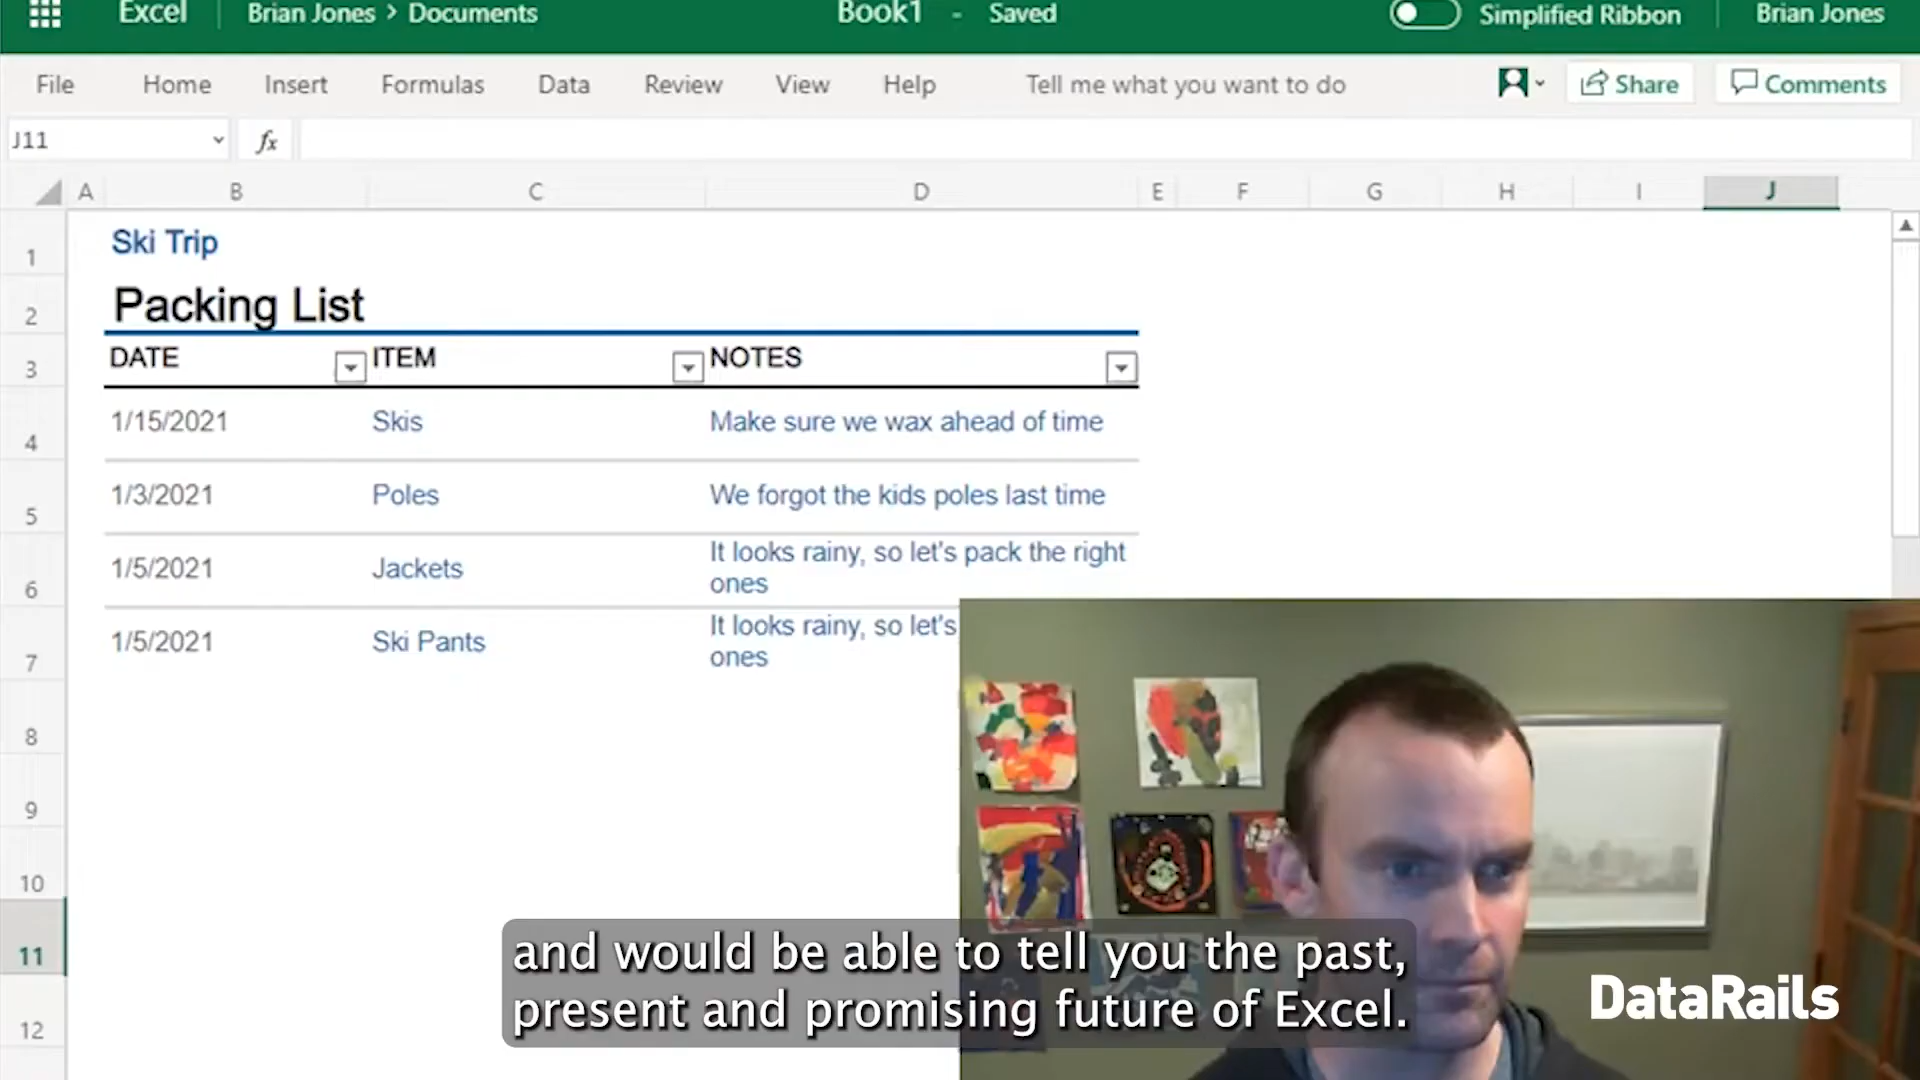 Excel Brian Jones > Documents Book1 - Saved Simplified Ribbon Brian Jones
File Home Insert Formulas Data Review View Help Tell me what you want to do Share Comments
J11 fx
A B C D E F G H I J
1 Ski Trip
2 Packing List
3 DATE ITEM NOTES
4 1/15/2021 Skis Make sure we wax ahead of time
5 1/3/2021 Poles We forgot the kids poles last time
6 1/5/2021 Jackets It looks rainy, so let's pack the right
ones
7 1/5/2021 Ski Pants It looks rainy, so let's
ones
8
9
10
11
12
and would be able to tell you the past,
present and promising future of Excel.
DataRails